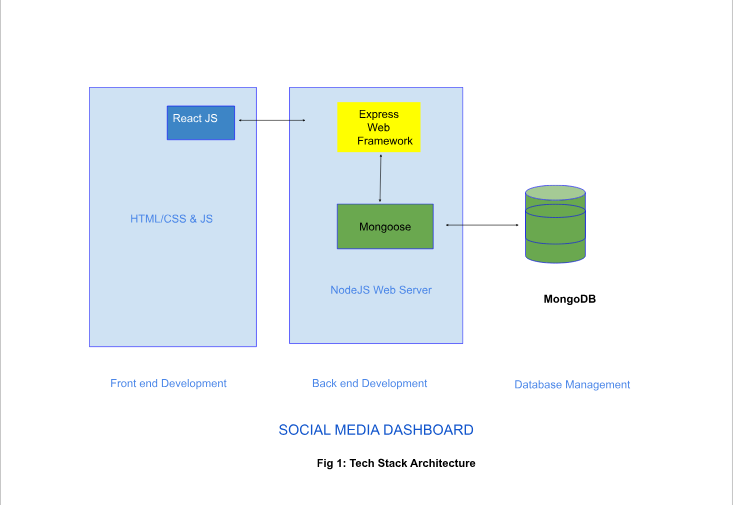 React JS
HTML/CSS & JS
Express
Web
Framework
Mongoose
NodeJS Web Server
MongoDB
Front end Development
Back end Development
Database Management
SOCIAL MEDIA DASHBOARD
Fig 1: Tech Stack Architecture